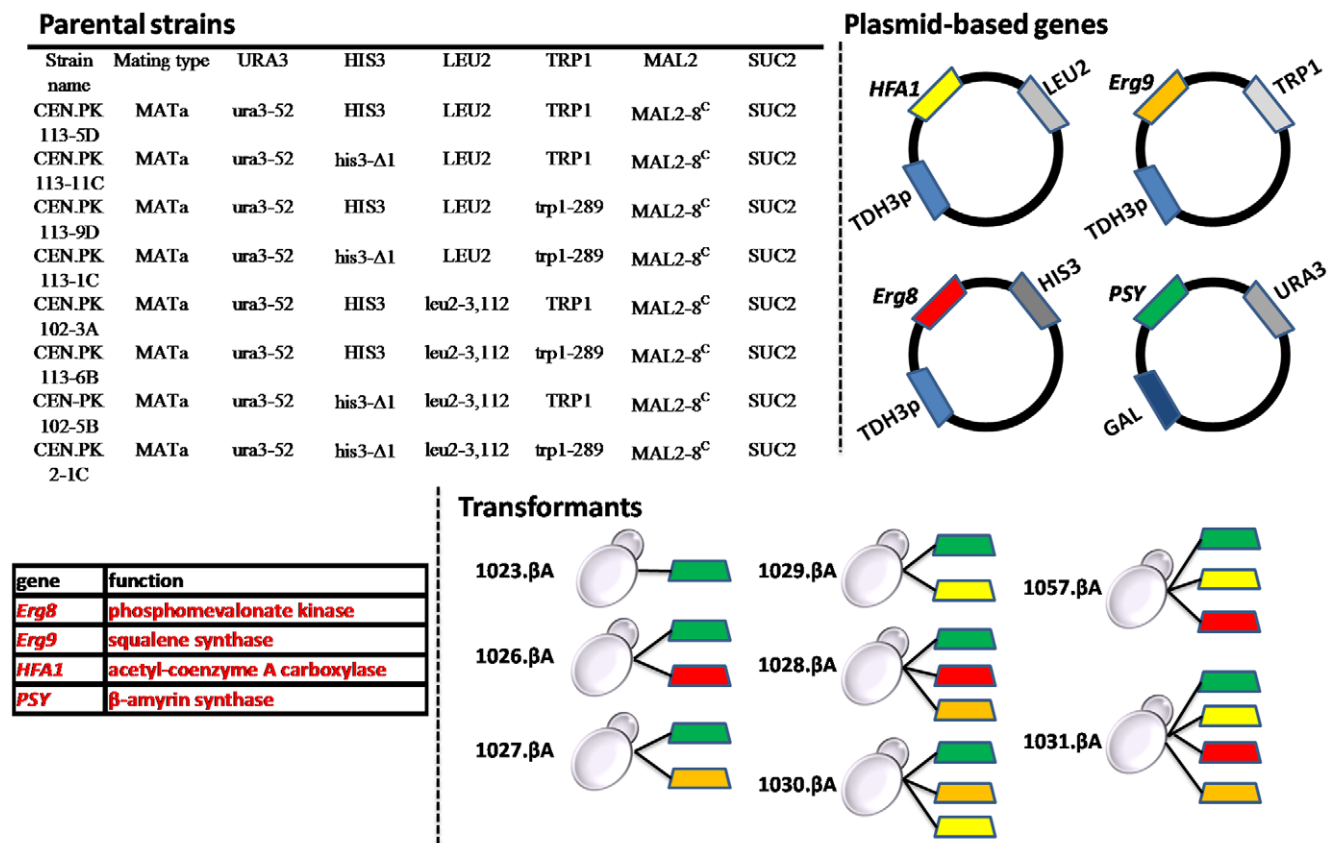 Parental strains
Strain name Mating type URA3 HIS3 LEU2 TRP1 MAL2 SUC2
CEN.PK 113-5D MATa ura3-52 HIS3 LEU2 TRP1 MAL2-8ᶜ SUC2
CEN.PK 113-11C MATa ura3-52 his3-Δ1 LEU2 TRP1 MAL2-8ᶜ SUC2
CEN.PK 113-9D MATa ura3-52 HIS3 LEU2 trp1-289 MAL2-8ᶜ SUC2
CEN.PK 113-1C MATa ura3-52 his3-Δ1 LEU2 trp1-289 MAL2-8ᶜ SUC2
CEN.PK 102-3A MATa ura3-52 HIS3 leu2-3,112 TRP1 MAL2-8ᶜ SUC2
CEN.PK 113-6B MATa ura3-52 HIS3 leu2-3,112 trp1-289 MAL2-8ᶜ SUC2
CEN-PK 102-5B MATa ura3-52 his3-Δ1 leu2-3,112 TRP1 MAL2-8ᶜ SUC2
CEN.PK 2-1C MATa ura3-52 his3-Δ1 leu2-3,112 trp1-289 MAL2-8ᶜ SUC2
Plasmid-based genes
HFA1 LEU2
TDH3p
Erg9 TRP1
TDH3p
Erg8 HIS3
TDH3p
PSY URA3
GAL
gene function
Erg8 phosphomevalonate kinase
Erg9 squalene synthase
HFA1 acetyl-coenzyme A carboxylase
PSY β-amyrin synthase
Transformants
1023.βA
1026.βA
1027.βA
1029.βA
1028.βA
1030.βA
1057.βA
1031.βA